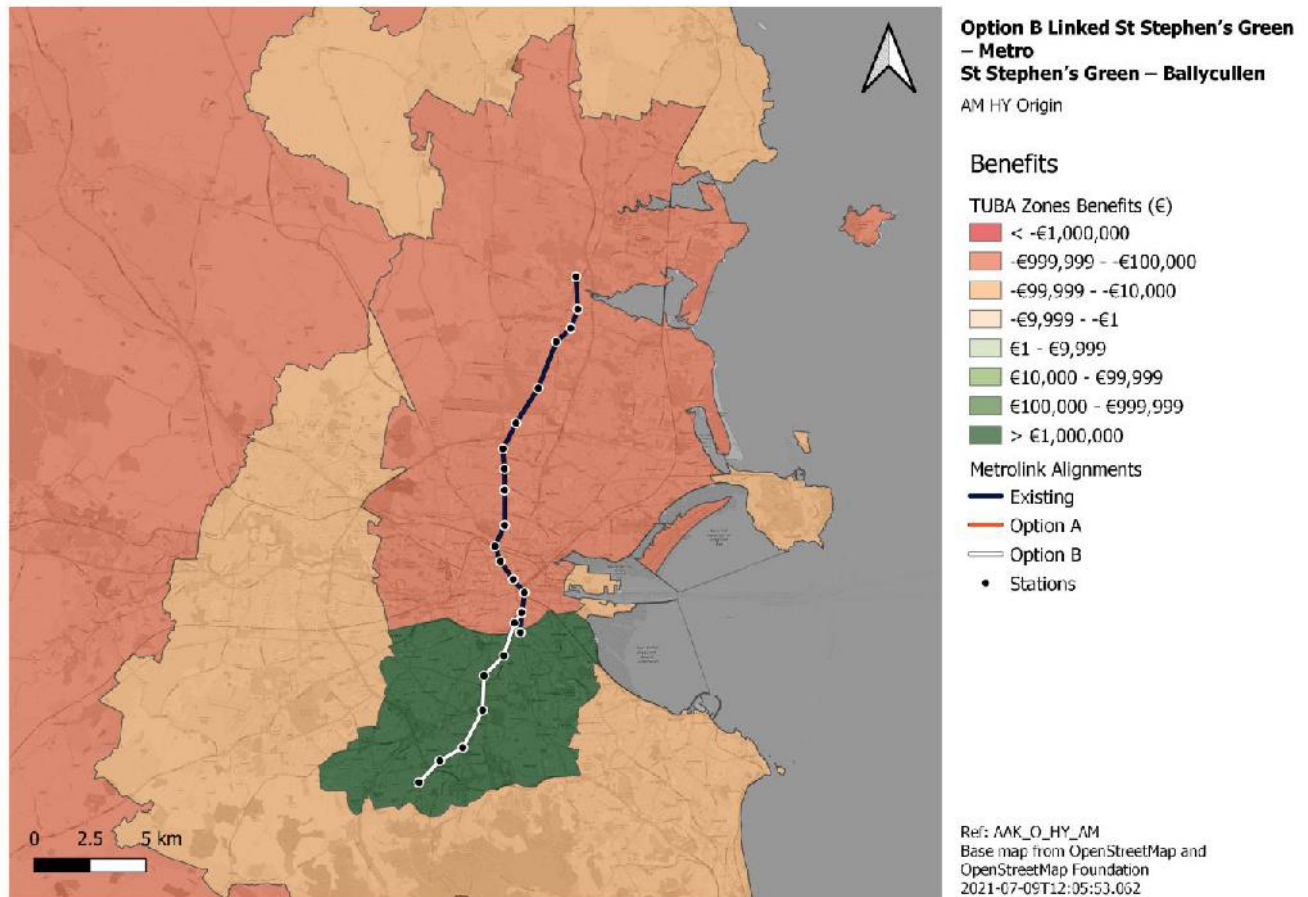 Option B Linked St Stephen's Green
– Metro
St Stephen's Green – Ballycullen
AM HY Origin
Benefits
TUBA Zones Benefits (€)
< -€1,000,000
-€999,999 - -€100,000
-€99,999 - -€10,000
-€9,999 - -€1
€1 - €9,999
€10,000 - €99,999
€100,000 - €999,999
> €1,000,000
Metrolink Alignments
Existing
Option A
Option B
Stations
0 2.5 5 km
Ref: AAK_O_HY_AM
Base map from OpenStreetMap and
OpenStreetMap Foundation
2021-07-09T12:05:53.062